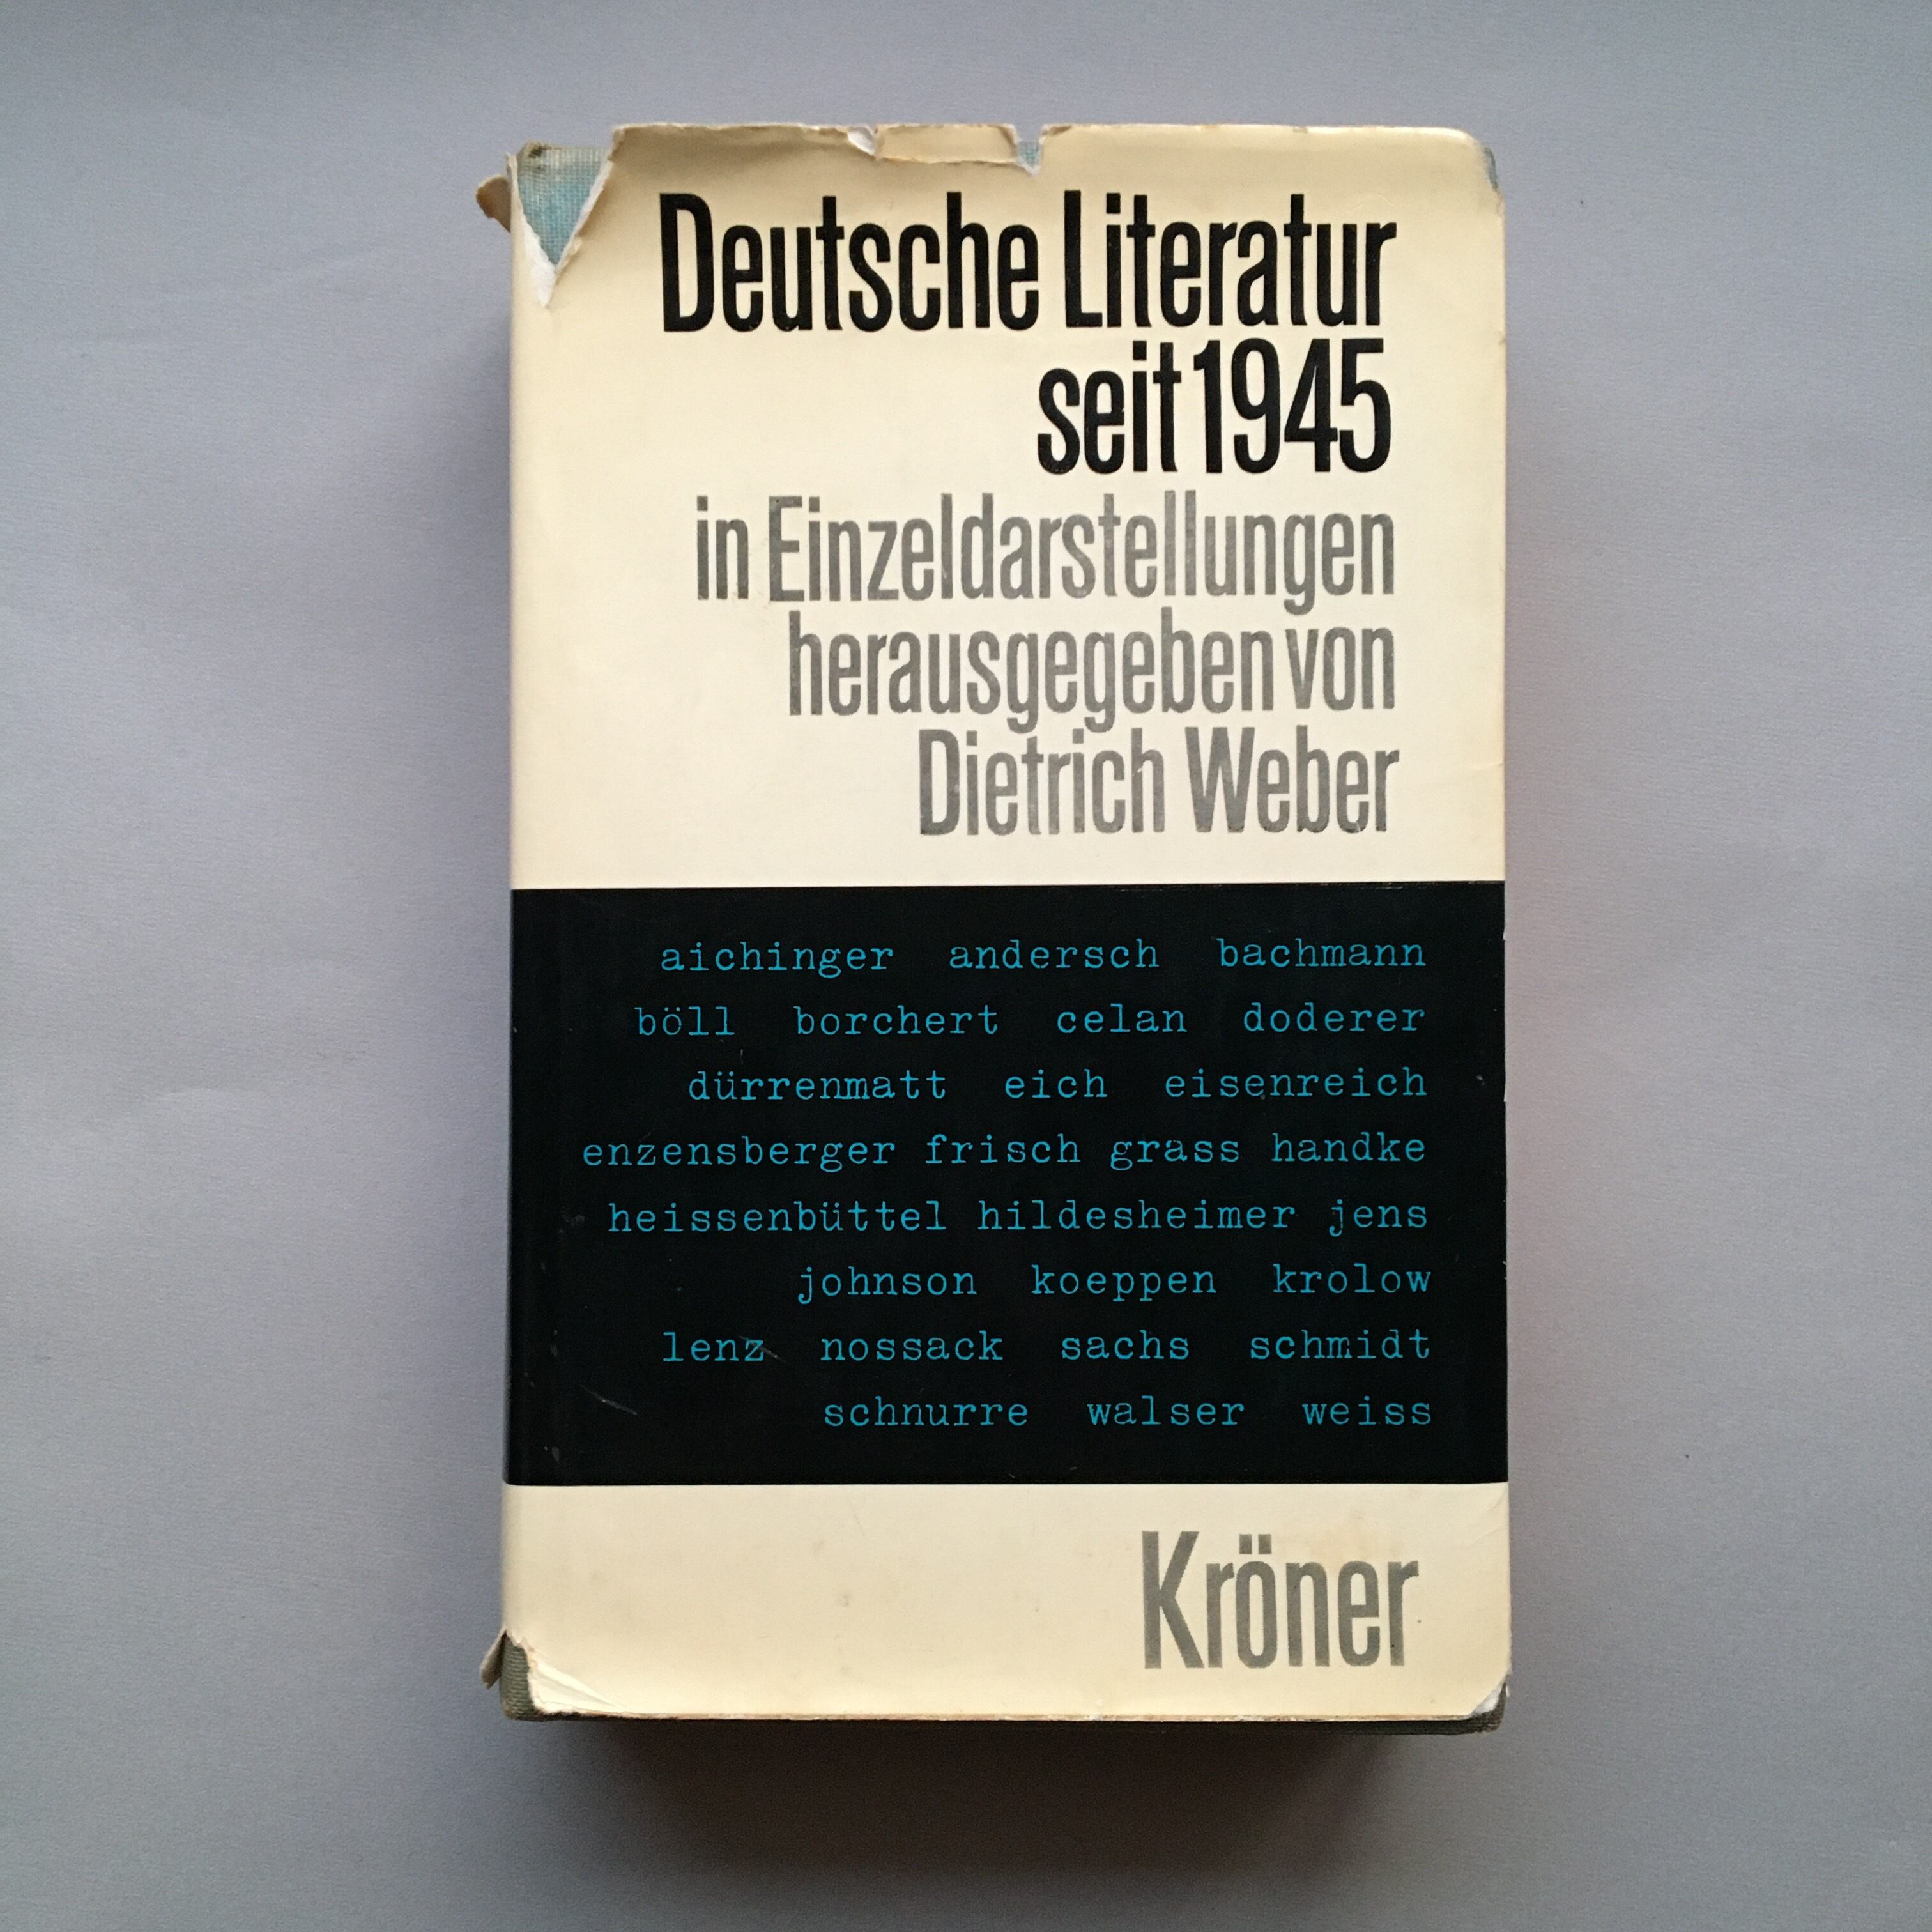 Deutsche Literatur
seit 1945
in Einzeldarstellungen
herausgegeben von
Dietrich Weber
aichinger andersch bachmann
böll borchert celan doderer
dürrenmatt eich eisenreich
enzensberger frisch grass handke
heissenbüttel hildesheimer jens
johnson koeppen krolow
lenz nossack sachs schmidt
schnurre walser weiss
Kröner